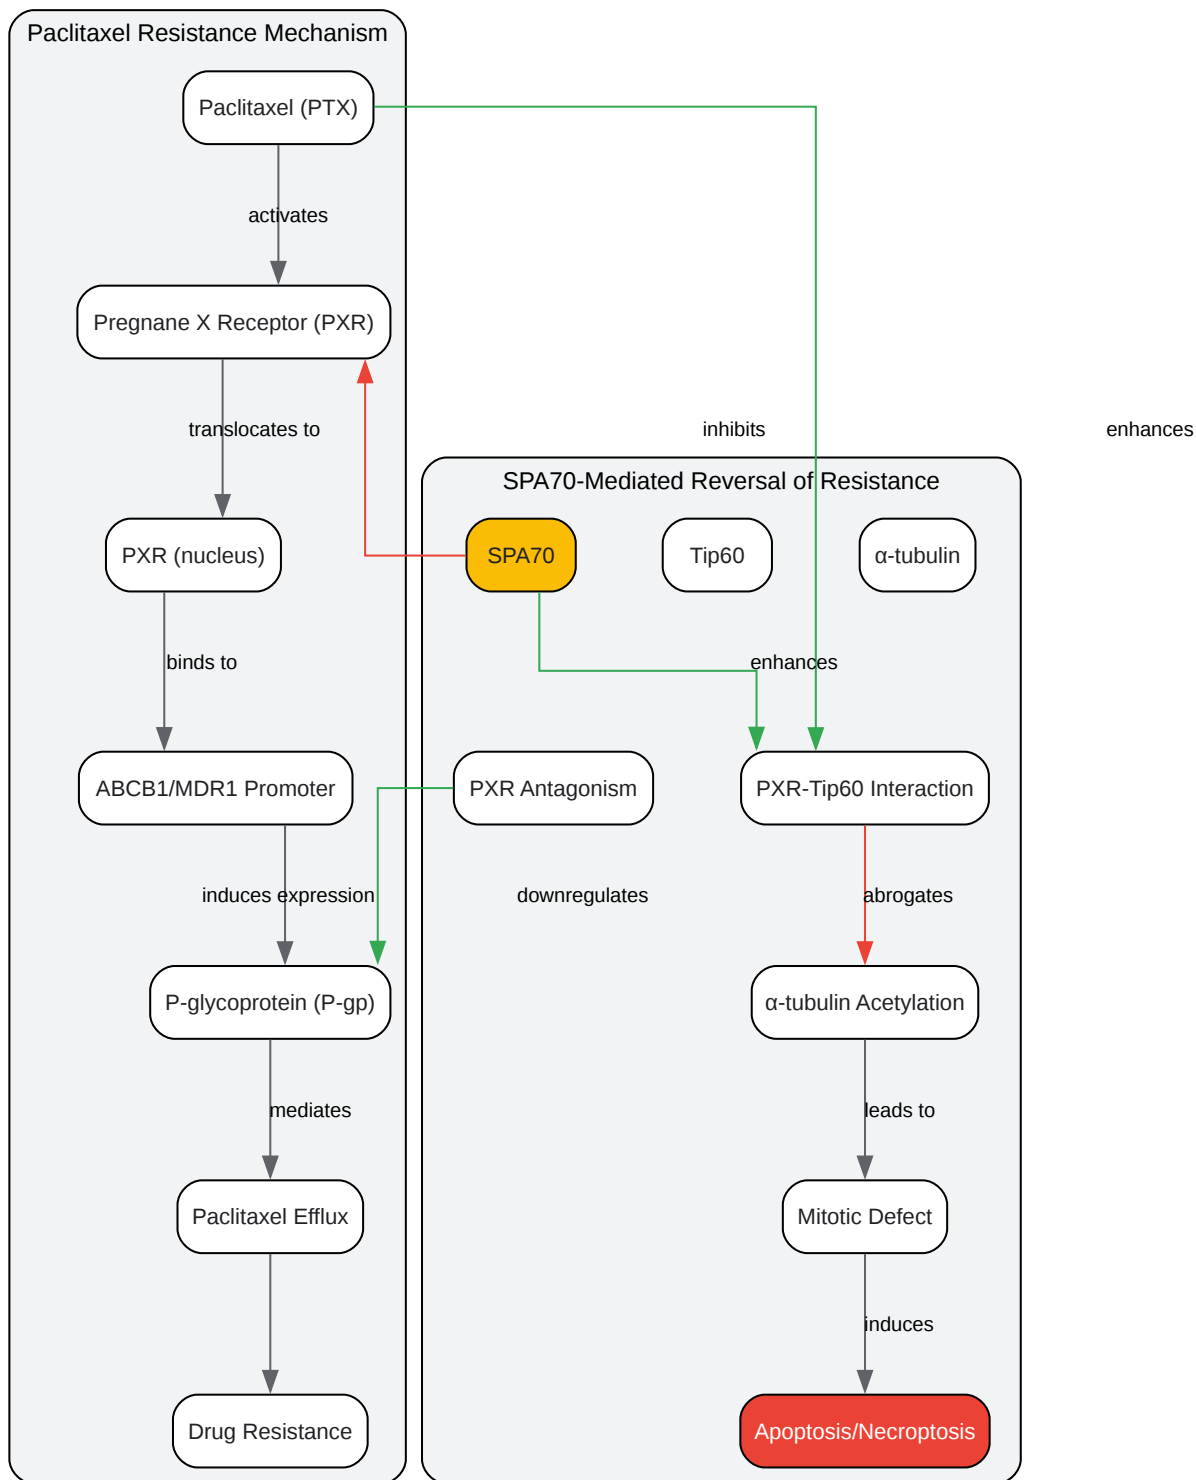 Paclitaxel Resistance Mechanism
Paclitaxel (PTX)
activates
Pregnane X Receptor (PXR)
translocates to
inhibits
enhances
SPA70-Mediated Reversal of Resistance
PXR (nucleus)
SPA70
Tip60
α-tubulin
binds to
enhances
ABCB1/MDR1 Promoter
PXR Antagonism
PXR-Tip60 Interaction
induces expression
downregulates
abrogates
P-glycoprotein (P-gp)
α-tubulin Acetylation
mediates
leads to
Paclitaxel Efflux
Mitotic Defect
induces
Drug Resistance
Apoptosis/Necroptosis